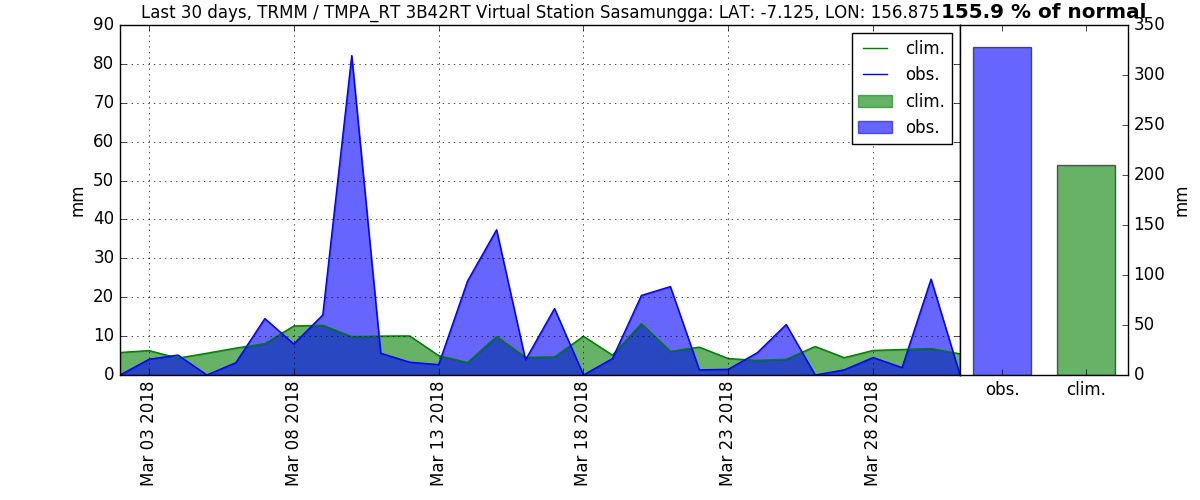 Last 30 days, TRMM / TMPA_RT 3B42RT Virtual Station Sasamungga: LAT: -7.125, LON: 156.875
155.9 % of normal
90
80
70
60
50
40
30
20
10
0
mm
clim.
obs.
clim.
obs.
350
300
250
200
150
100
50
0
mm
Mar 03 2018
Mar 08 2018
Mar 13 2018
Mar 18 2018
Mar 23 2018
Mar 28 2018
obs.
clim.